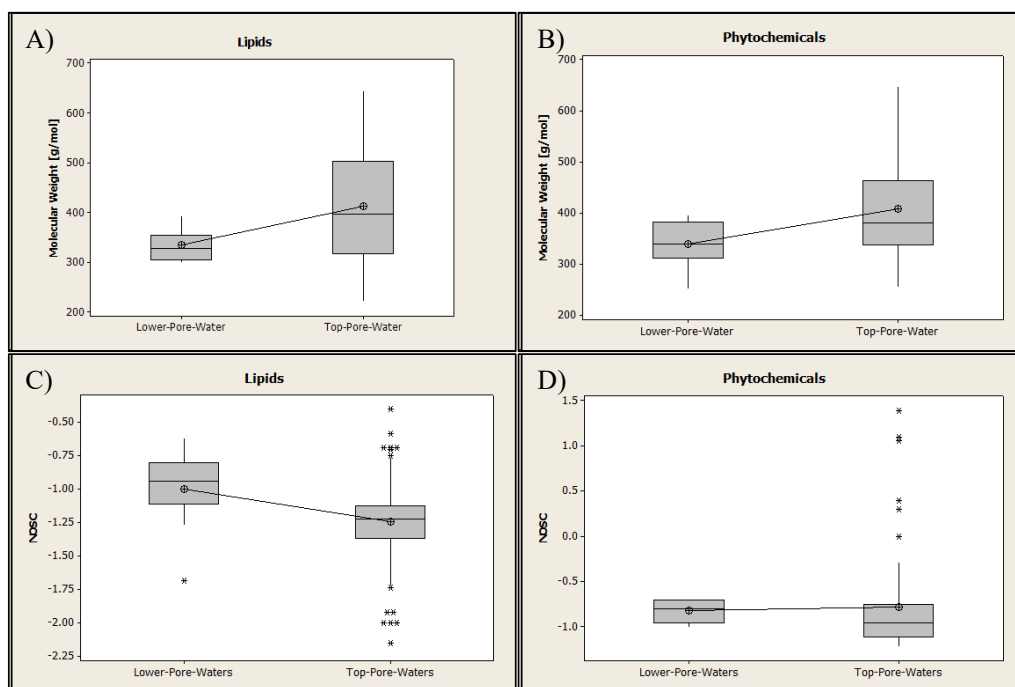 A)
Lipids
Molecular Weight [g/mol]
700
600
500
400
300
200
Lower-Pore-Water
Top-Pore-Water
B)
Phytochemicals
Molecular Weight [g/mol]
700
600
500
400
300
200
Lower-Pore-Water
Top-Pore-Water
C)
Lipids
NOSC
-0.50
-0.75
-1.00
-1.25
-1.50
-1.75
-2.00
-2.25
Lower-Pore-Waters
Top-Pore-Waters
D)
Phytochemicals
NOSC
1.5
1.0
0.5
0.0
-0.5
-1.0
Lower-Pore-Waters
Top-Pore-Waters